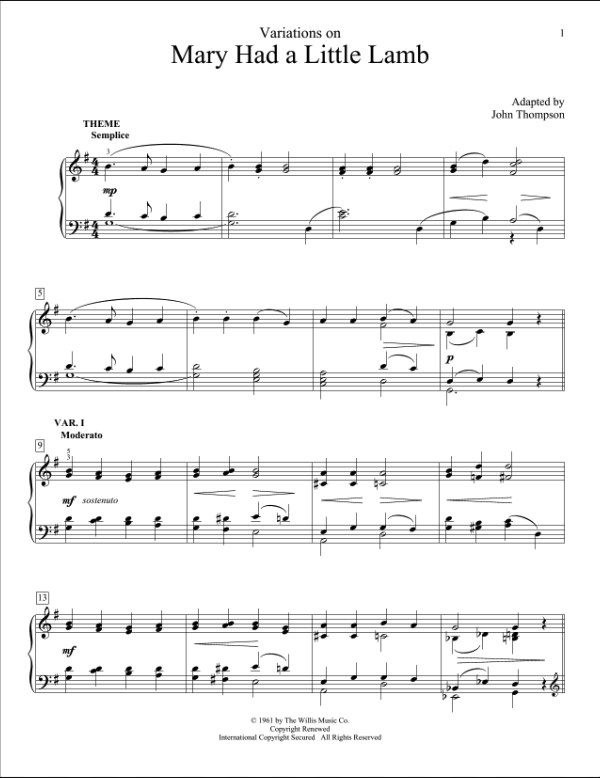 Variations on
1
Mary Had a Little Lamb
Adapted by
John Thompson
THEME
Semplice
3
mp
5
p
VAR. I
Moderato
9
5
3
mf sostenuto
13
mf
© 1961 by The Willis Music Co.
Copyright Renewed
International Copyright Secured All Rights Reserved